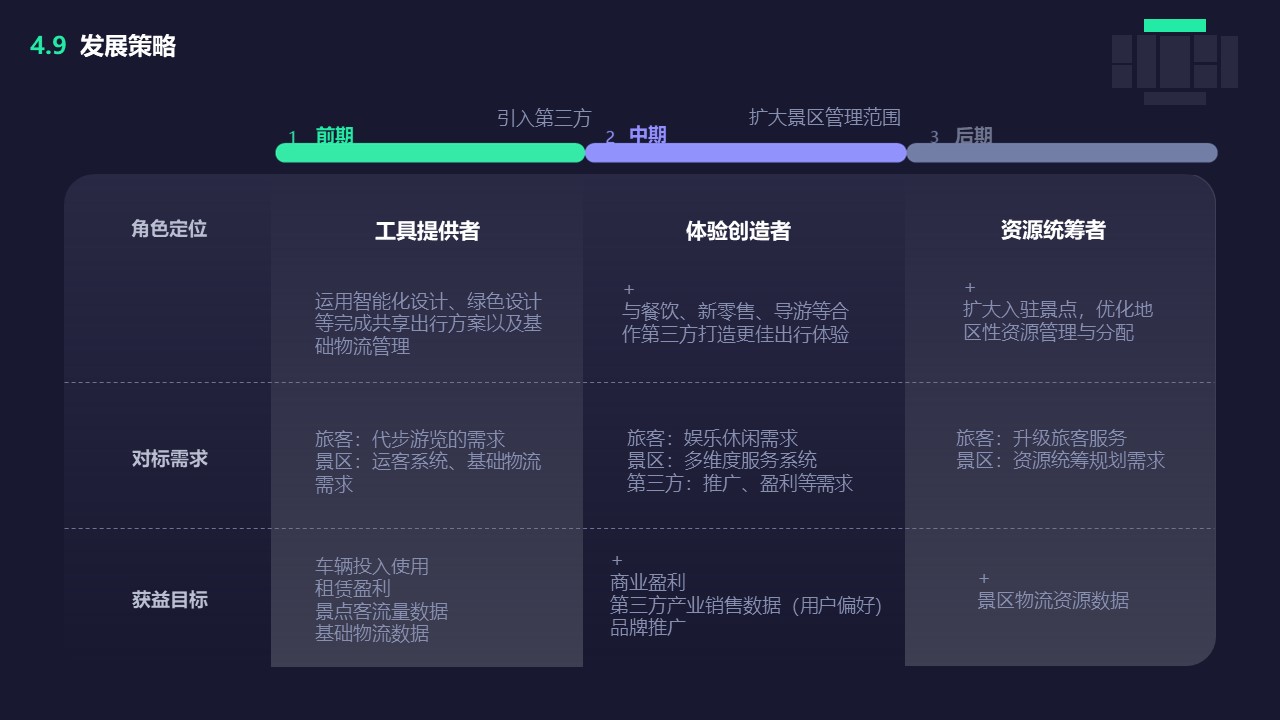 4.9 发展策略
引入第三方
扩大景区管理范围
1 前期
2 中期
3 后期
角色定位
工具提供者
体验创造者
资源统筹者
运用智能化设计、绿色设计
等完成共享出行方案以及基
础物流管理
+
与餐饮、新零售、导游等合
作第三方打造更佳出行体验
+
扩大入驻景点，优化地
区性资源管理与分配
对标需求
旅客：代步游览的需求
景区：运客系统、基础物流
需求
旅客：娱乐休闲需求
景区：多维度服务系统
第三方：推广、盈利等需求
旅客：升级旅客服务
景区：资源统筹规划需求
获益目标
车辆投入使用
租赁盈利
景点客流量数据
基础物流数据
+
商业盈利
第三方产业销售数据（用户偏好)
品牌推广
+
景区物流资源数据